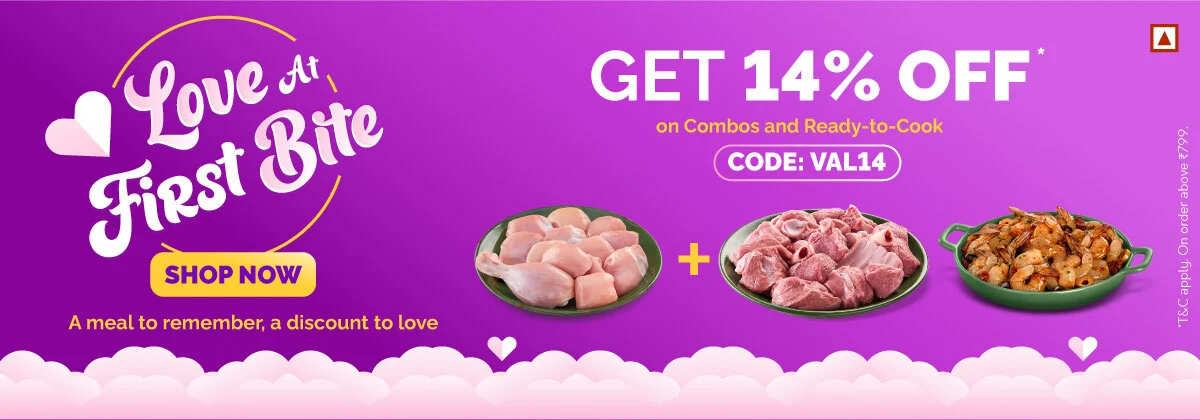 Love At
First Bite
SHOP NOW
A meal to remember, a discount to love
GET 14% OFF*
on Combos and Ready-to-Cook
CODE: VAL14
*T&C apply. On order above ₹799.